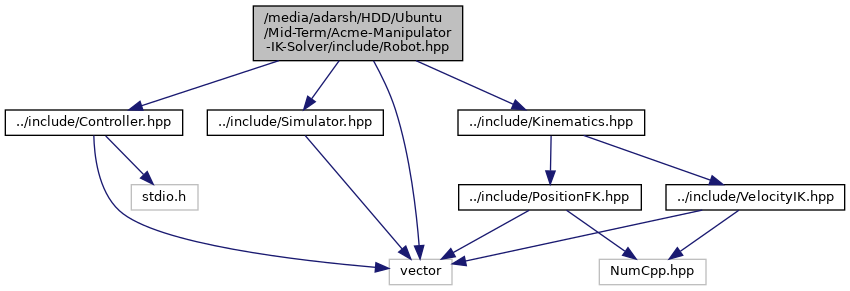 /media/adarsh/HDD/Ubuntu
/Mid-Term/Acme-Manipulator
-IK-Solver/include/Robot.hpp
../include/Controller.hpp
../include/Simulator.hpp
../include/Kinematics.hpp
stdio.h
../include/PositionFK.hpp
../include/VelocityIK.hpp
vector
NumCpp.hpp